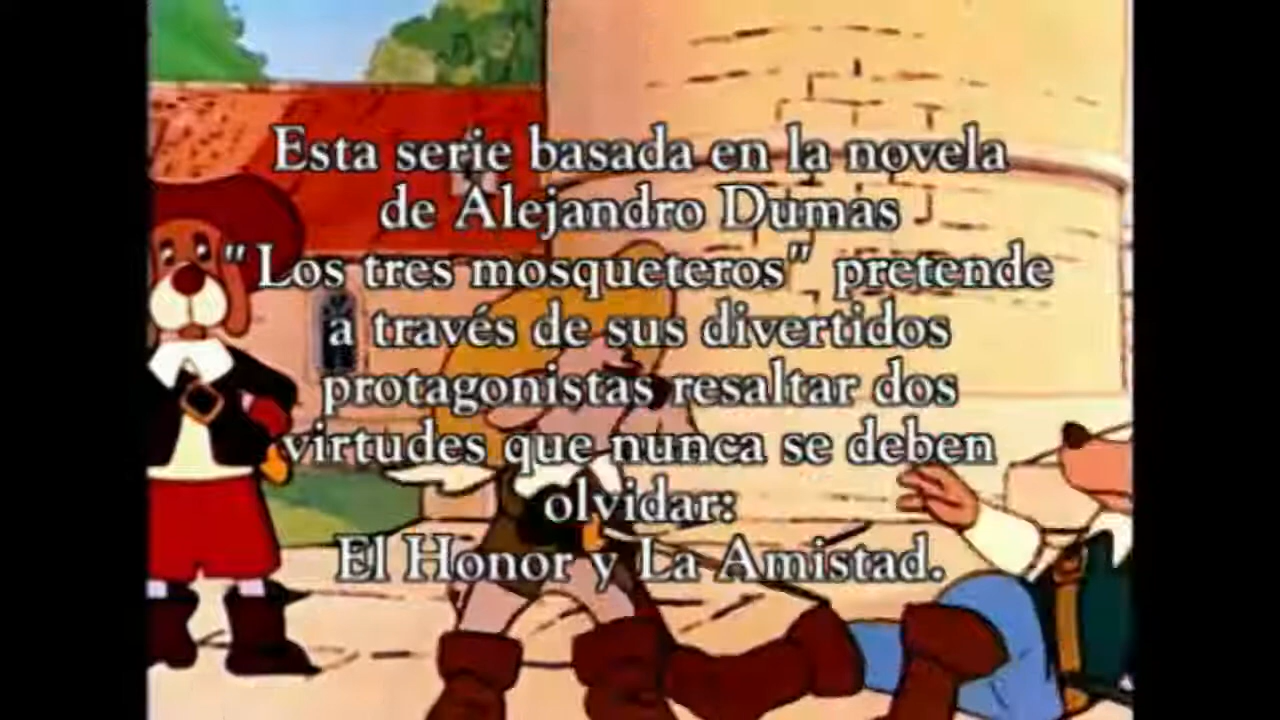 Esta serie basada en la novela
de Alejandro Dumas
"Los tres mosqueteros" pretende
a través de sus divertidos
protagonistas resaltar dos
virtudes que nunca se deben
olvidar:
El Honor y La Amistad.